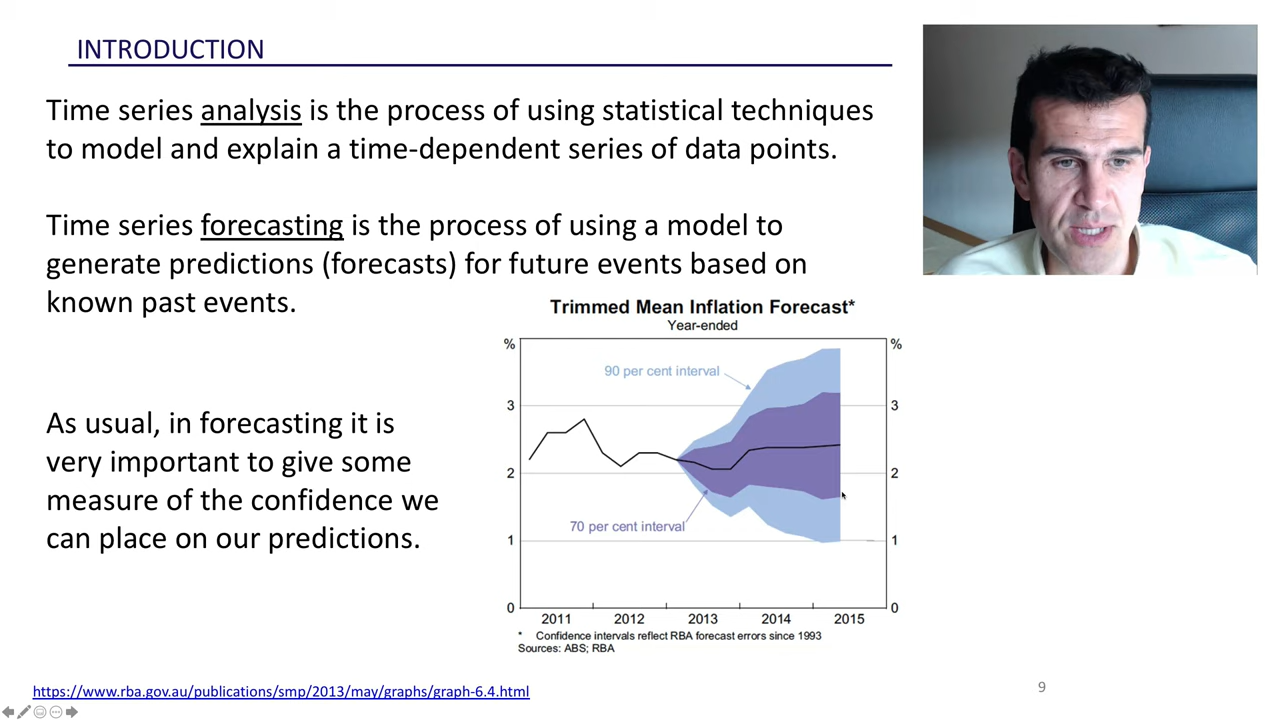 INTRODUCTION
Time series analysis is the process of using statistical techniques
to model and explain a time-dependent series of data points.
Time series forecasting is the process of using a model to
generate predictions (forecasts) for future events based on
known past events.
As usual, in forecasting it is
very important to give some
measure of the confidence we
can place on our predictions.
Trimmed Mean Inflation Forecast*
Year-ended
% %
90 per cent interval
3 3
2 2
70 per cent interval
1 1
0 0
2011 2012 2013 2014 2015
* Confidence intervals reflect RBA forecast errors since 1993
Sources: ABS; RBA
https://www.rba.gov.au/publications/smp/2013/may/graphs/graph-6.4.html
9